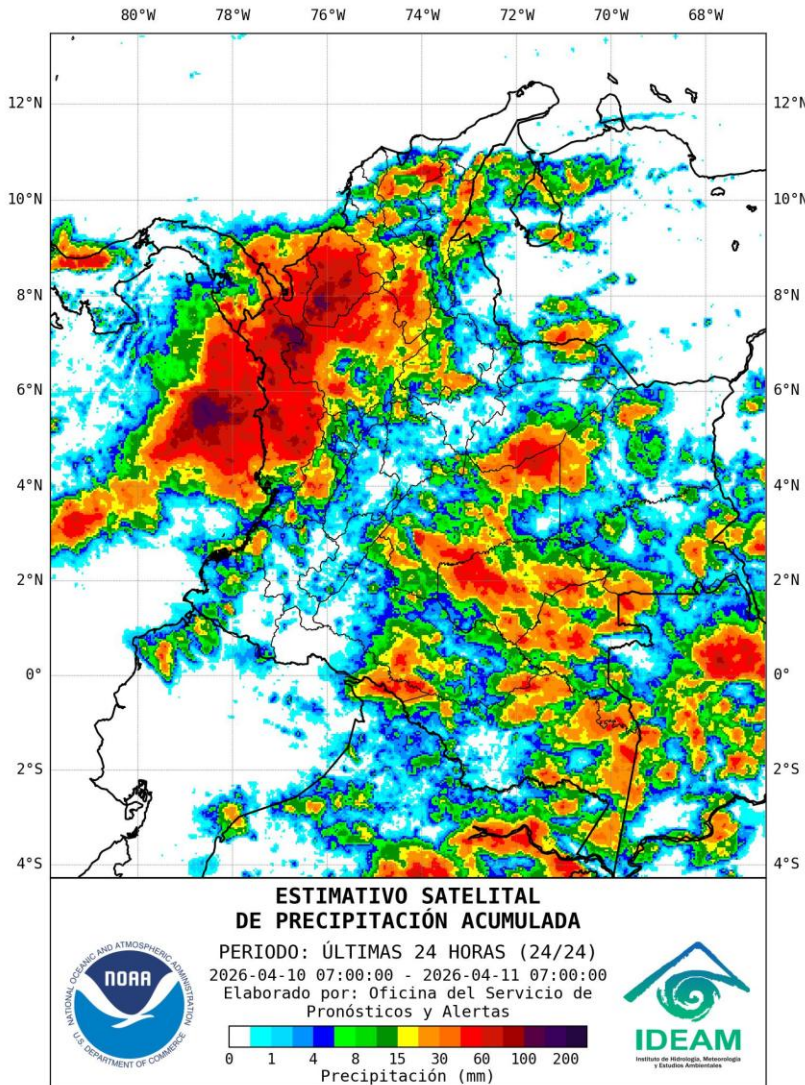 80°W 78°W 76°W 74°W 72°W 70°W 68°W
12°N 12°N
10°N 10°N
8°N 8°N
6°N 6°N
4°N 4°N
2°N 2°N
0° 0°
2°S 2°S
4°S 4°S
ESTIMATIVO SATELITAL
DE PRECIPITACIÓN ACUMULADA
PERIODO: ÚLTIMAS 24 HORAS (24/24)
2026-04-10 07:00:00 - 2026-04-11 07:00:00
Elaborado por: Oficina del Servicio de
Pronósticos y Alertas
0 1 4 8 15 30 60 100 200
Precipitación (mm)
NATIONAL OCEANIC AND ATMOSPHERIC ADMINISTRATION
NOAA
U.S. DEPARTMENT OF COMMERCE
IDEAM
Instituto de Hidrología, Meteorología
y Estudios Ambientales